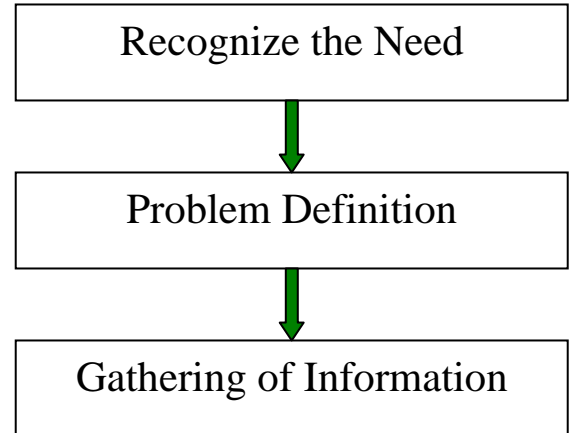 Recognize the Need
Problem Definition
Gathering of Information